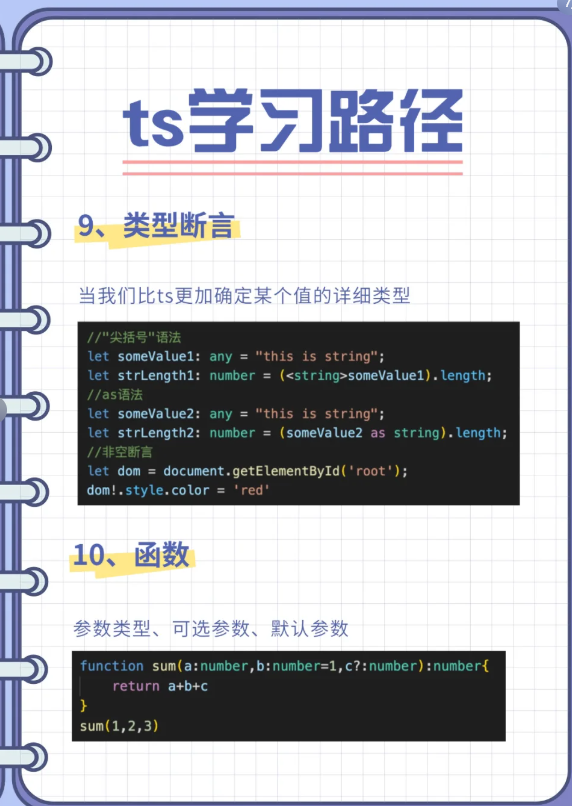 ts学习路径
9、类型断言
当我们比ts更加确定某个值的详细类型
//"尖括号"语法
let someValue1: any = "this is string";
let strLength1: number = (<string>someValue1).length;
//as语法
let someValue2: any = "this is string";
let strLength2: number = (someValue2 as string).length;
//非空断言
let dom = document.getElementById('root');
dom!.style.color = 'red'
10、函数
参数类型、可选参数、默认参数
function sum(a:number,b:number=1,c?:number):number{
    return a+b+c
}
sum(1,2,3)